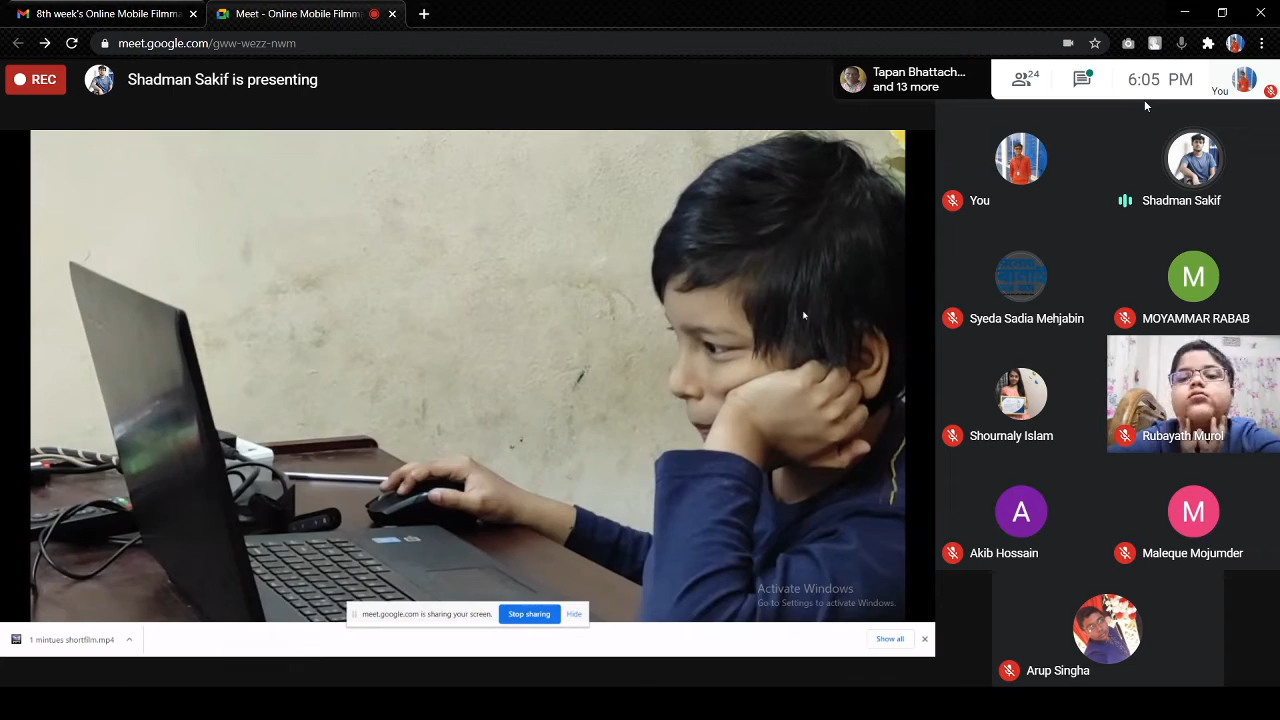 8th week's Online Mobile Filmma
Meet - Online Mobile Filmm
meet.google.com/gww-wezz-nwm
REC
Shadman Sakif is presenting
Tapan Bhattach...
and 13 more
24
6:05 PM
You
You
Shadman Sakif
Syeda Sadia Mehjabin
M
MOYAMMAR RABAB
Shournaly Islam
Rubayath Murol
A
Akib Hossain
M
Maleque Mojumder
Arup Singha
Activate Windows
Go to Settings to activate Windows.
meet.google.com is sharing your screen.
Stop sharing
Hide
1 mintues shortfilm.mp4
Show all